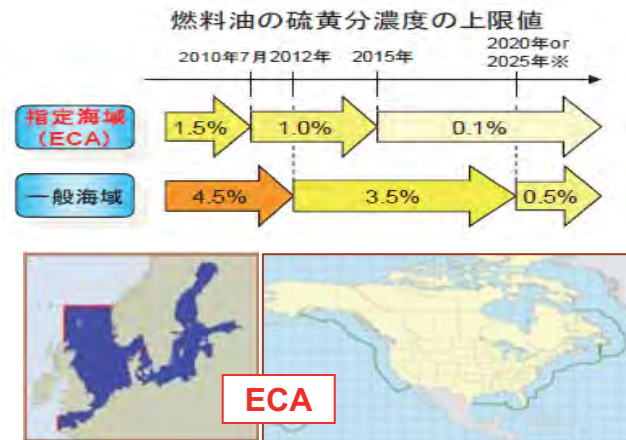 燃料油の硫黄分濃度の上限値
2010年7月 2012年 2015年 2020年or
2025年※
指定海域
(ECA)
1.5% 1.0% 0.1%
一般海域
4.5% 3.5% 0.5%
ECA